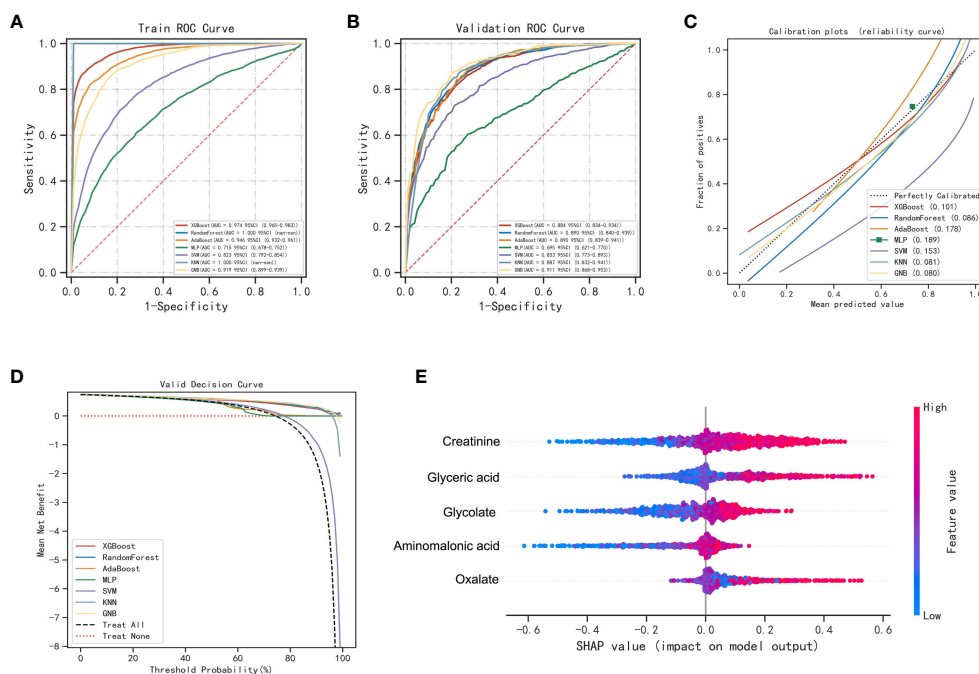 A
Train ROC Curve
Sensitivity
1.0
0.8
0.6
0.4
0.2
0.0
XGBoost(AUC = 0.974 95%CI (0.965-0.983)
RandomForest(AUC = 1.000 95%CI (nan-nan)
AdaBoost(AUC = 0.946 95%CI (0.932-0.961)
MLP(AUC = 0.715 95%CI (0.678-0.752)
SVM(AUC = 0.823 95%CI (0.792-0.854)
KNN(AUC = 1.000 95%CI (nan-nan)
GNB(AUC = 0.919 95%CI (0.899-0.939)
0.0 0.2 0.4 0.6 0.8 1.0
1-Specificity
B
Validation ROC Curve
Sensitivity
1.0
0.8
0.6
0.4
0.2
0.0
XGBoost(AUC = 0.884 95%CI (0.834-0.934)
RandomForest(AUC = 0.890 95%CI (0.840-0.939)
AdaBoost(AUC = 0.890 95%CI (0.839-0.941)
MLP(AUC = 0.695 95%CI (0.621-0.770)
SVM(AUC = 0.833 95%CI (0.773-0.893)
KNN(AUC = 0.887 95%CI (0.832-0.941)
GNB(AUC = 0.911 95%CI (0.868-0.953)
0.0 0.2 0.4 0.6 0.8 1.0
1-Specificity
C
Calibration plots (reliability curve)
Fraction of positives
1.0
0.8
0.6
0.4
0.2
0.0
Perfectly Calibrated
XGBoost (0.101)
RandomForest (0.086)
AdaBoost (0.178)
MLP (0.189)
SVM (0.153)
KNN (0.081)
GNB (0.080)
0.0 0.2 0.4 0.6 0.8 1.0
Mean predicted value
D
Valid Decision Curve
Mean Net Benefit
0
-1
-2
-3
-4
-5
-6
-7
-8
XGBoost
RandomForest
AdaBoost
MLP
SVM
KNN
GNB
Treat All
Treat None
0 20 40 60 80 100
Threshold Probability(%)
E
Creatinine
Glyceric acid
Glycolate
Aminomalonic acid
Oxalate
-0.6 -0.4 -0.2 0.0 0.2 0.4 0.6
SHAP value (impact on model output)
High
Feature value
Low